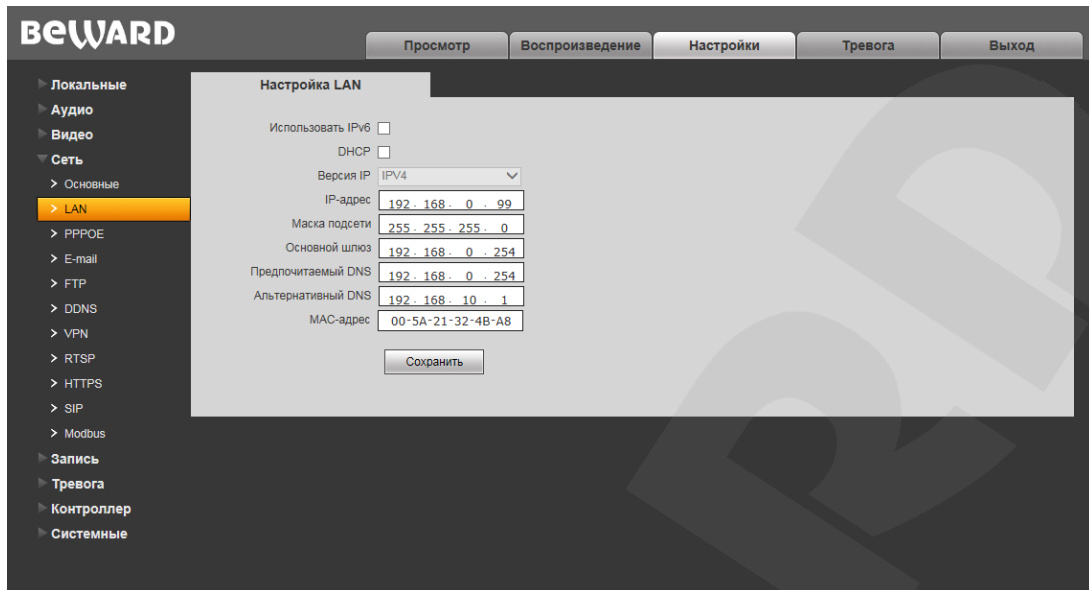 BEWARD
Просмотр
Воспроизведение
Настройки
Тревога
Выход
Локальные
Аудио
Видео
Сеть
Основные
LAN
PPPOE
E-mail
FTP
DDNS
VPN
RTSP
HTTPS
SIP
Modbus
Запись
Тревога
Контроллер
Системные
Настройка LAN
Использовать IPv6
DHCP
Версия IP IPV4
IP-адрес 192 . 168 . 0 . 99
Маска подсети 255 . 255 . 255 . 0
Основной шлюз 192 . 168 . 0 . 254
Предпочитаемый DNS 192 . 168 . 0 . 254
Альтернативный DNS 192 . 168 . 10 . 1
MAC-адрес 00-5A-21-32-4B-A8
Сохранить